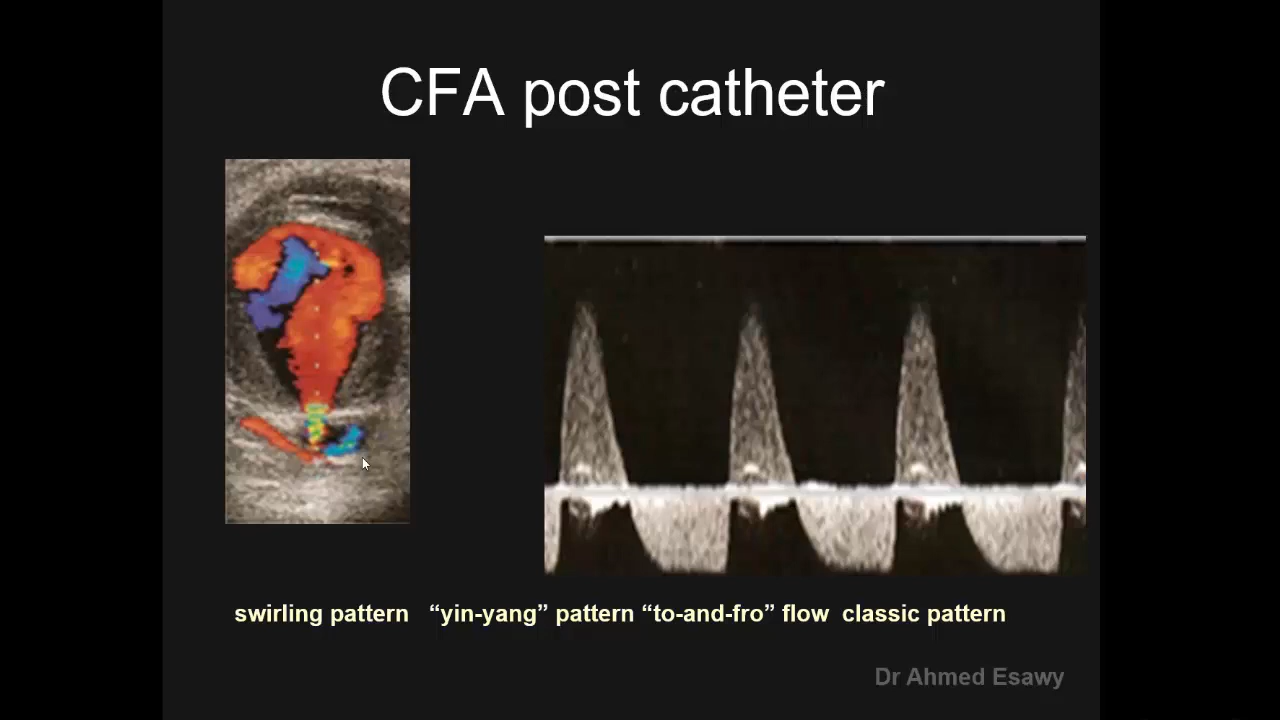 CFA post catheter
swirling pattern “yin-yang” pattern “to-and-fro” flow classic pattern
Dr Ahmed Esawy